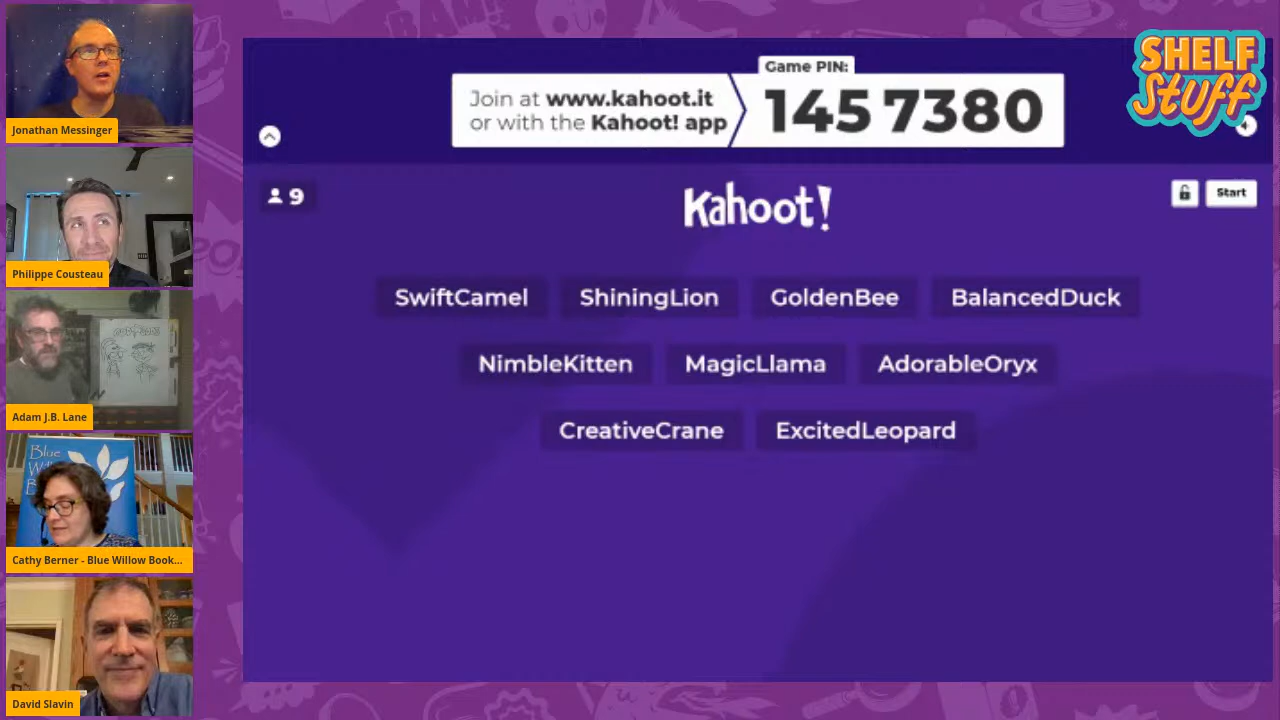 Jonathan Messinger
Philippe Cousteau
Adam J.B. Lane
Blue
Cathy Berner - Blue Willow Book...
David Slavin
SHELF
STUFF
Game PIN:
Join at www.kahoot.it
or with the Kahoot! app
145 7380
9
Kahoot!
Start
SwiftCamel ShiningLion GoldenBee BalancedDuck
NimbleKitten MagicLlama AdorableOryx
CreativeCrane ExcitedLeopard